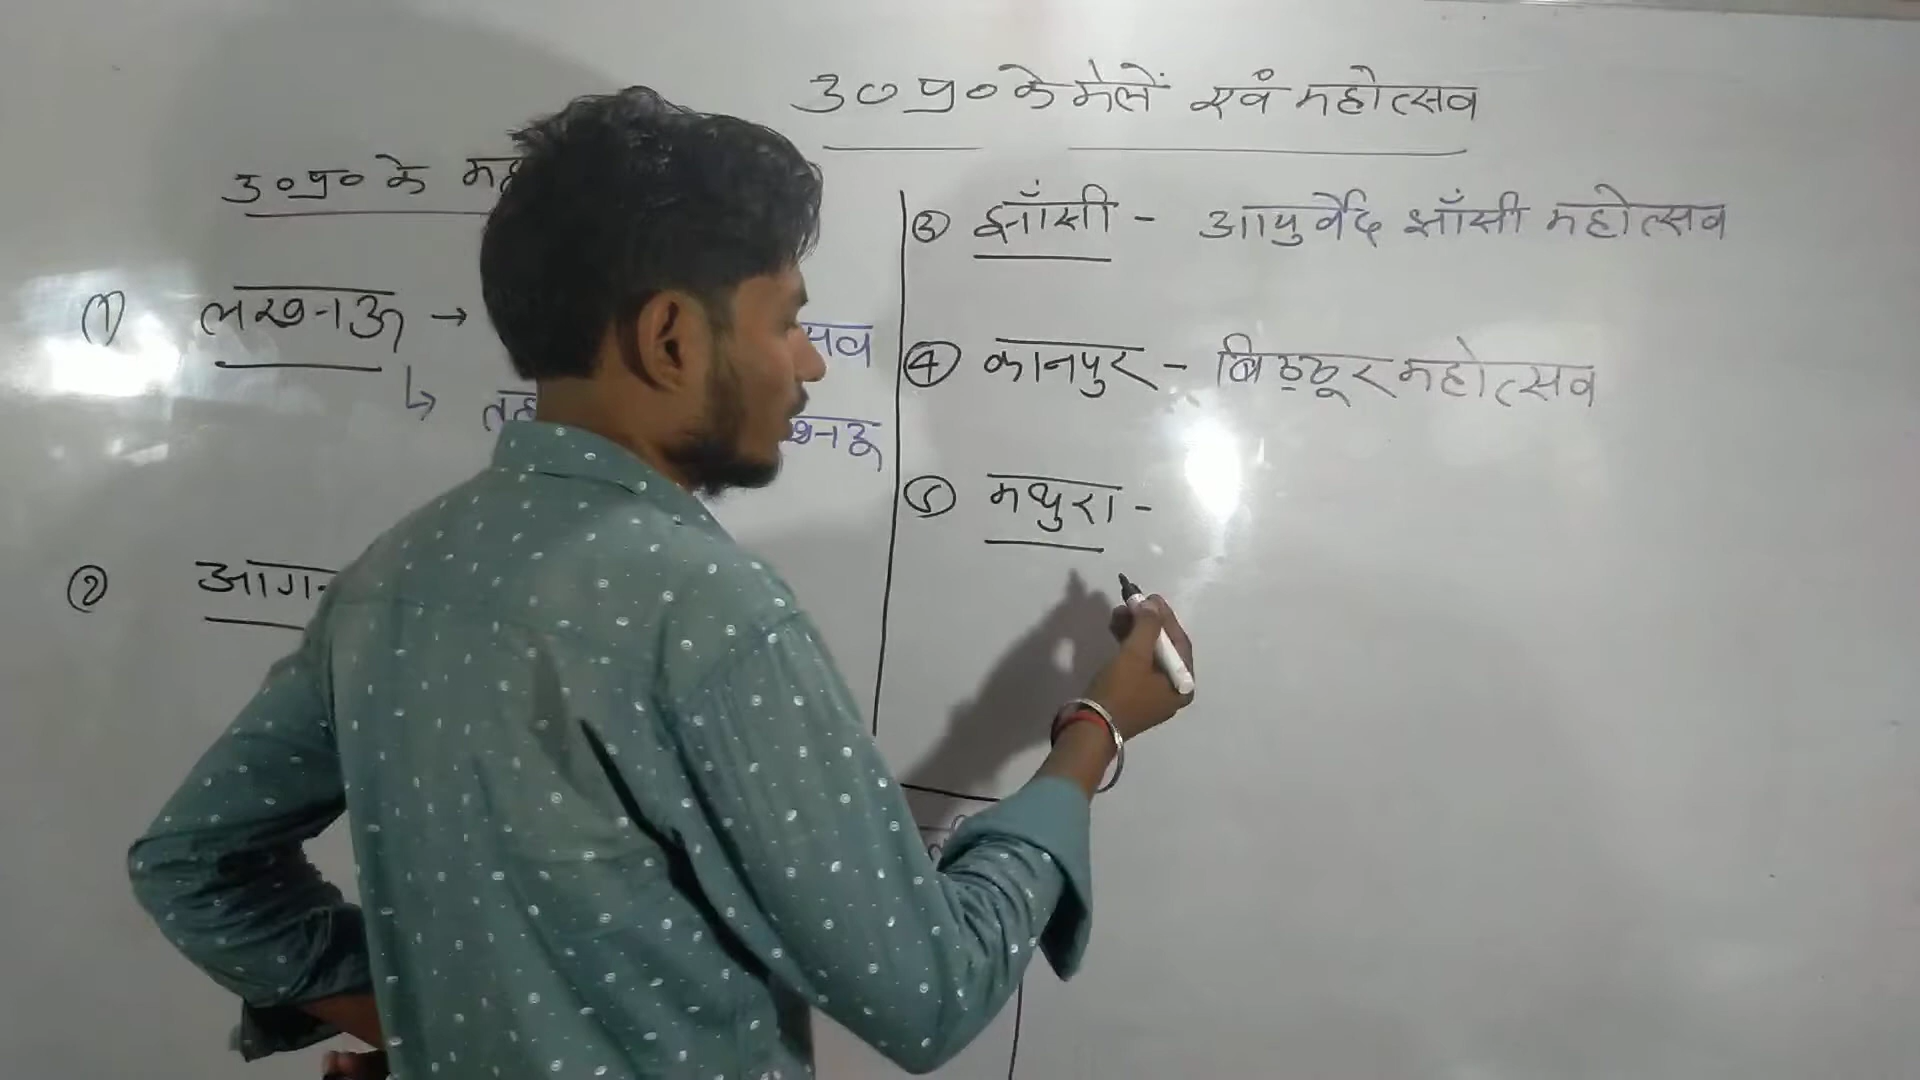 उ०प्र० के मेलें एवं महोत्सव
उ०प्र० के
(1) लखनऊ →
↳
② आगरा
③ झाँसी - आयुर्वेद झाँसी महोत्सव
④ कानपुर - बिठ्ठूर महोत्सव
⑤ मथुरा -